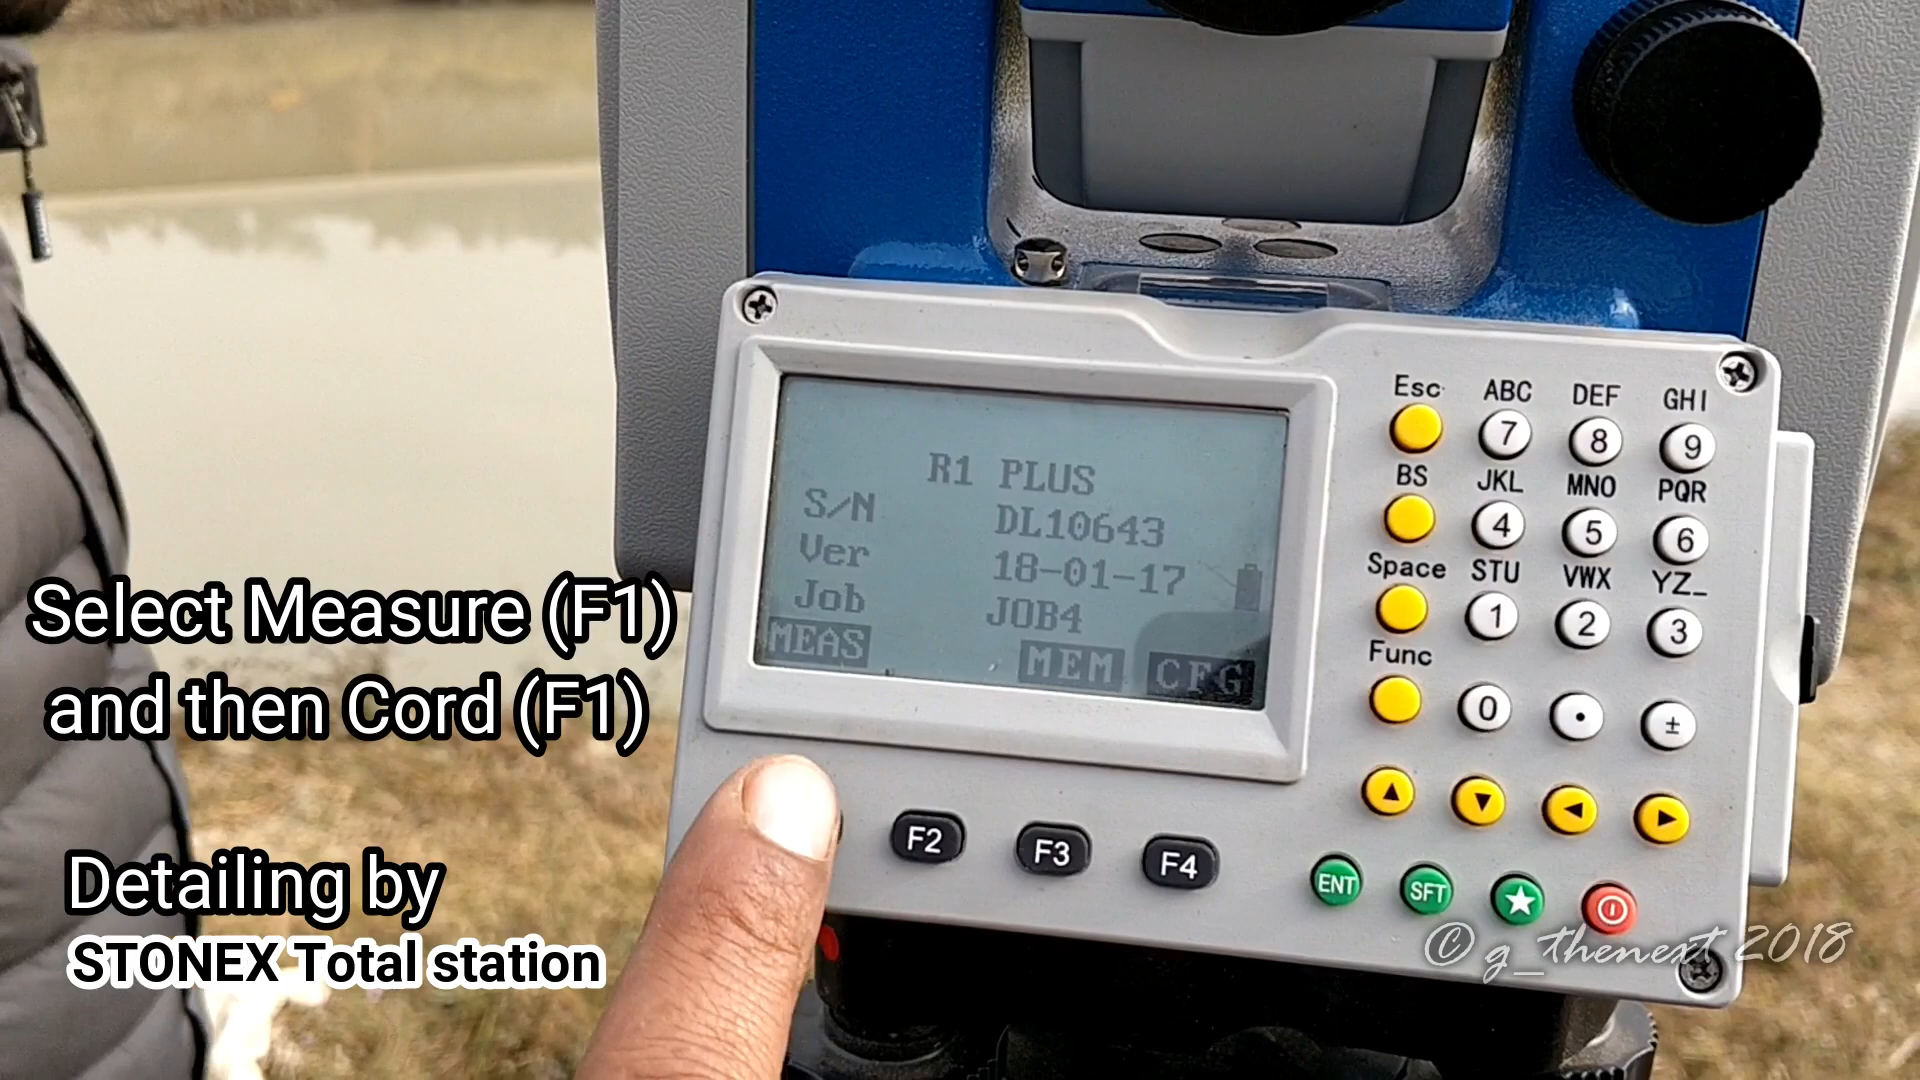 R1 PLUS
S/N DL10643
Ver 18-01-17
Job JOB4
MEAS MEM CFG
Esc ABC DEF GHI
7 8 9
BS JKL MNO PQR
4 5 6
Space STU VWX YZ_
1 2 3
Func
0 • ±
▲ ▼ ◀ ▶
F2 F3 F4
ENT SFT ★
Select Measure (F1)
and then Cord (F1)
Detailing by
STONEX Total station
© g_thenext 2018